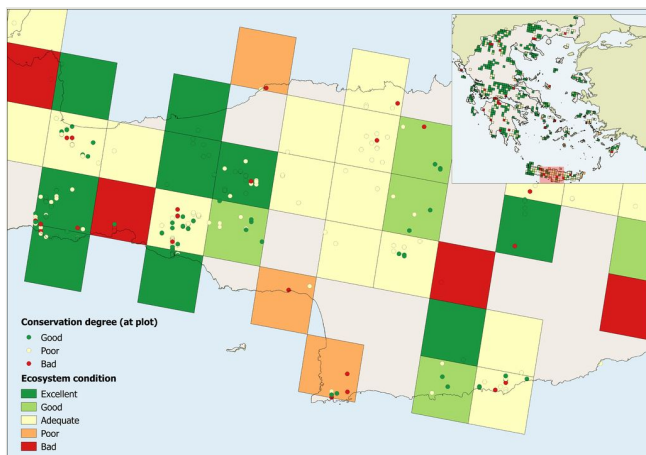 Conservation degree (at plot)
Good
Poor
Bad
Ecosystem condition
Excellent
Good
Adequate
Poor
Bad